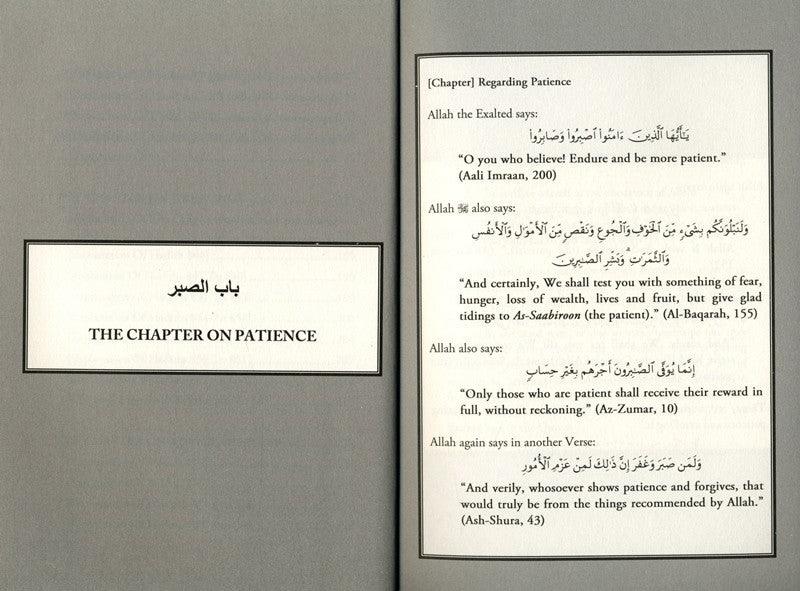 باب الصبر
THE CHAPTER ON PATIENCE
[Chapter] Regarding Patience
Allah the Exalted says:
يَـٰٓأَيُّهَا ٱلَّذِينَ ءَامَنُوا۟ ٱصْبِرُوا۟ وَصَابِرُوا۟
“O you who believe! Endure and be more patient.”
(Aali Imraan, 200)
Allah ﷻ also says:
وَلَنَبْلُوَنَّكُم بِشَىْءٍ مِّنَ ٱلْخَوْفِ وَٱلْجُوعِ وَنَقْصٍ مِّنَ ٱلْأَمْوَٰلِ وَٱلْأَنفُسِ
وَٱلثَّمَرَٰتِ ۗ وَبَشِّرِ ٱلصَّـٰبِرِينَ
“And certainly, We shall test you with something of fear,
hunger, loss of wealth, lives and fruit, but give glad
tidings to As-Saabiroon (the patient).” (Al-Baqarah, 155)
Allah also says:
إِنَّمَا يُوَفَّى ٱلصَّـٰبِرُونَ أَجْرَهُم بِغَيْرِ حِسَابٍ
“Only those who are patient shall receive their reward in
full, without reckoning.” (Az-Zumar, 10)
Allah again says in another Verse:
وَلَمَن صَبَرَ وَغَفَرَ إِنَّ ذَٰلِكَ لَمِنْ عَزْمِ ٱلْأُمُورِ
“And verily, whosoever shows patience and forgives, that
would truly be from the things recommended by Allah.”
(Ash-Shura, 43)